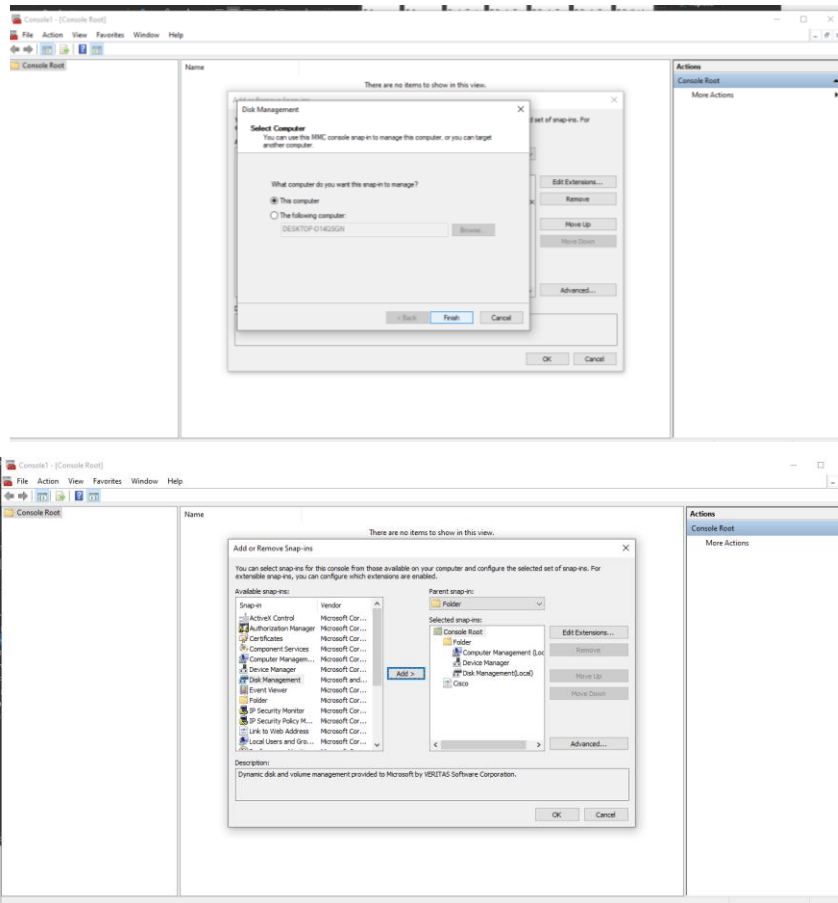 Console1 - [Console Root]
File Action View Favorites Window Help
Console Root
Name
There are no items to show in this view.
Actions
Console Root
More Actions
set of snap-ins. For
Disk Management
Select Computer
You can use this MMC console snap-in to manage this computer, or you can target
another computer.
What computer do you want this snap-in to manage?
This computer
The following computer:
Browse...
< Back
Finish
Cancel
Edit Extensions...
Remove
Move Up
Move Down
Advanced...
OK
Cancel
Console1 - [Console Root]
File Action View Favorites Window Help
Console Root
Name
There are no items to show in this view.
Actions
Console Root
More Actions
Add or Remove Snap-ins
You can select snap-ins for this console from those available on your computer and configure the selected set of snap-ins. For
extensible snap-ins, you can configure which extensions are enabled.
Available snap-ins:
Snap-in Vendor
ActiveX Control Microsoft Cor...
Authorization Manager Microsoft Cor...
Certificates Microsoft Cor...
Component Services Microsoft Cor...
Computer Managem... Microsoft Cor...
Device Manager Microsoft Cor...
Disk Management Microsoft and...
Event Viewer Microsoft Cor...
Folder Microsoft Cor...
IP Security Monitor Microsoft Cor...
IP Security Policy M... Microsoft Cor...
Link to Web Address Microsoft Cor...
Local Users and Gro... Microsoft Cor...
Add >
Parent snap-in:
Folder
Selected snap-ins:
Console Root
Folder
Computer Management (Loc
Device Manager
Disk Management(Local)
Cisco
Edit Extensions...
Remove
Move Up
Move Down
Advanced...
Description:
Dynamic disk and volume management provided to Microsoft by VERITAS Software Corporation.
OK
Cancel